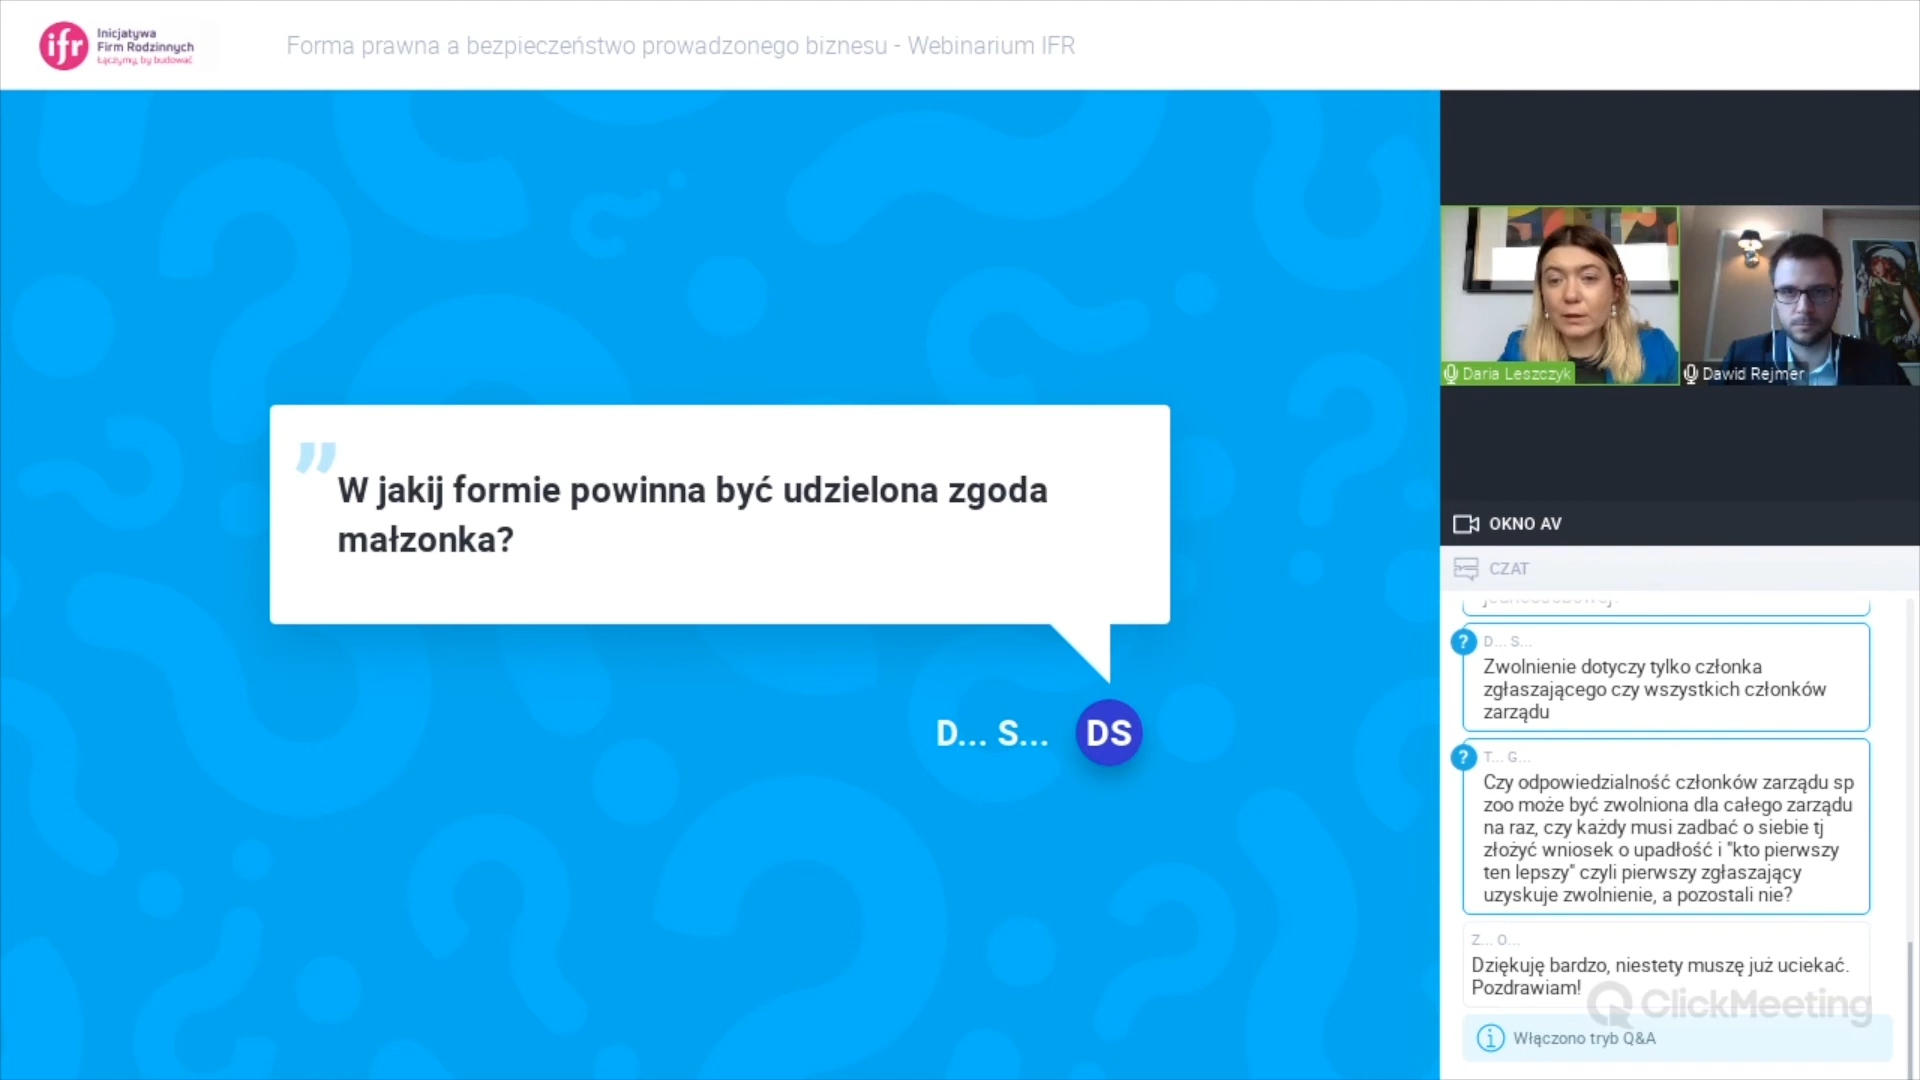 ifr
Inicjatywa
Firm Rodzinnych
Łączymy, by budować
Forma prawna a bezpieczeństwo prowadzonego biznesu - Webinarium IFR
W jakij formie powinna być udzielona zgoda
małzonka?
D... S...
DS
Daria Leszczyk
Dawid Rejmer
OKNO AV
CZAT
? D... S...
Zwolnienie dotyczy tylko członka
zgłaszającego czy wszystkich członków
zarządu
? T... G...
Czy odpowiedzialność członków zarządu sp
zoo może być zwolniona dla całego zarządu
na raz, czy każdy musi zadbać o siebie tj
złożyć wniosek o upadłość i "kto pierwszy
ten lepszy" czyli pierwszy zgłaszający
uzyskuje zwolnienie, a pozostali nie?
Z... O...
Dziękuję bardzo, niestety muszę już uciekać.
Pozdrawiam!
ClickMeeting
Włączono tryb Q&A